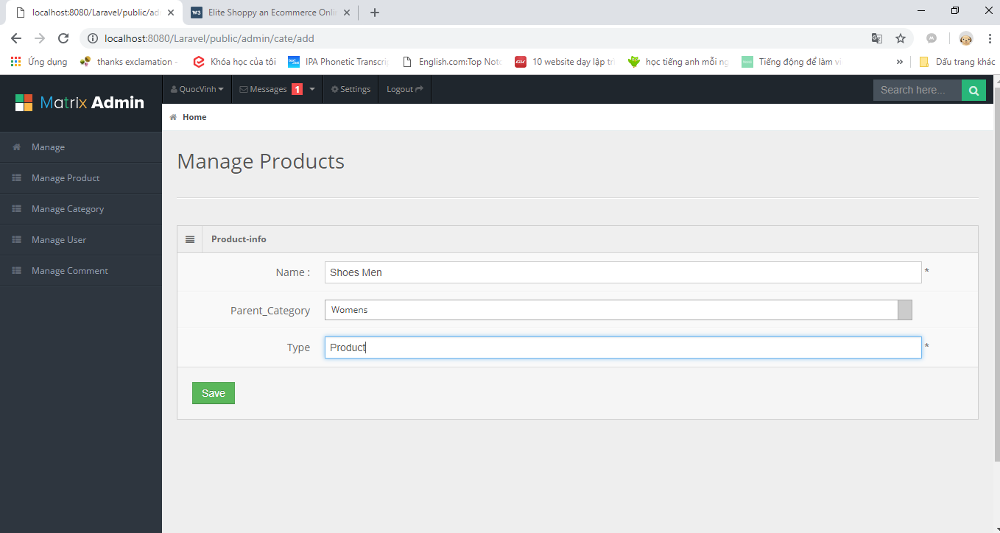 localhost:8080/Laravel/public/ad
Elite Shoppy an Ecommerce Onli
localhost:8080/Laravel/public/admin/cate/add
Ứng dụng
thanks exclamation -
Khóa học của tôi
IPA Phonetic Transcrip
English.com:Top Noto
10 website dạy lập trì
học tiếng anh mỗi ng
Tiếng động để làm vi
»
Dấu trang khác
Matrix Admin
QuocVinh
Messages 1
Settings
Logout
Search here...
Home
Manage
Manage Product
Manage Category
Manage User
Manage Comment
Manage Products
Product-info
Name :
Shoes Men
*
Parent_Category
Womens
Type
Product
*
Save